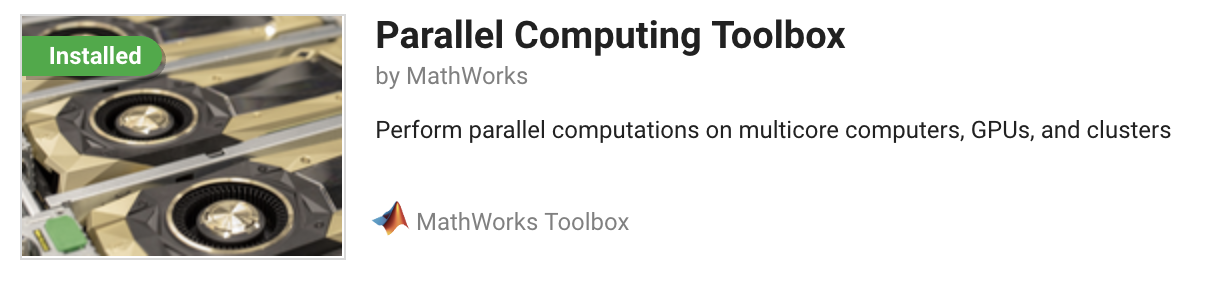 Installed
Parallel Computing Toolbox
by MathWorks
Perform parallel computations on multicore computers, GPUs, and clusters
MathWorks Toolbox